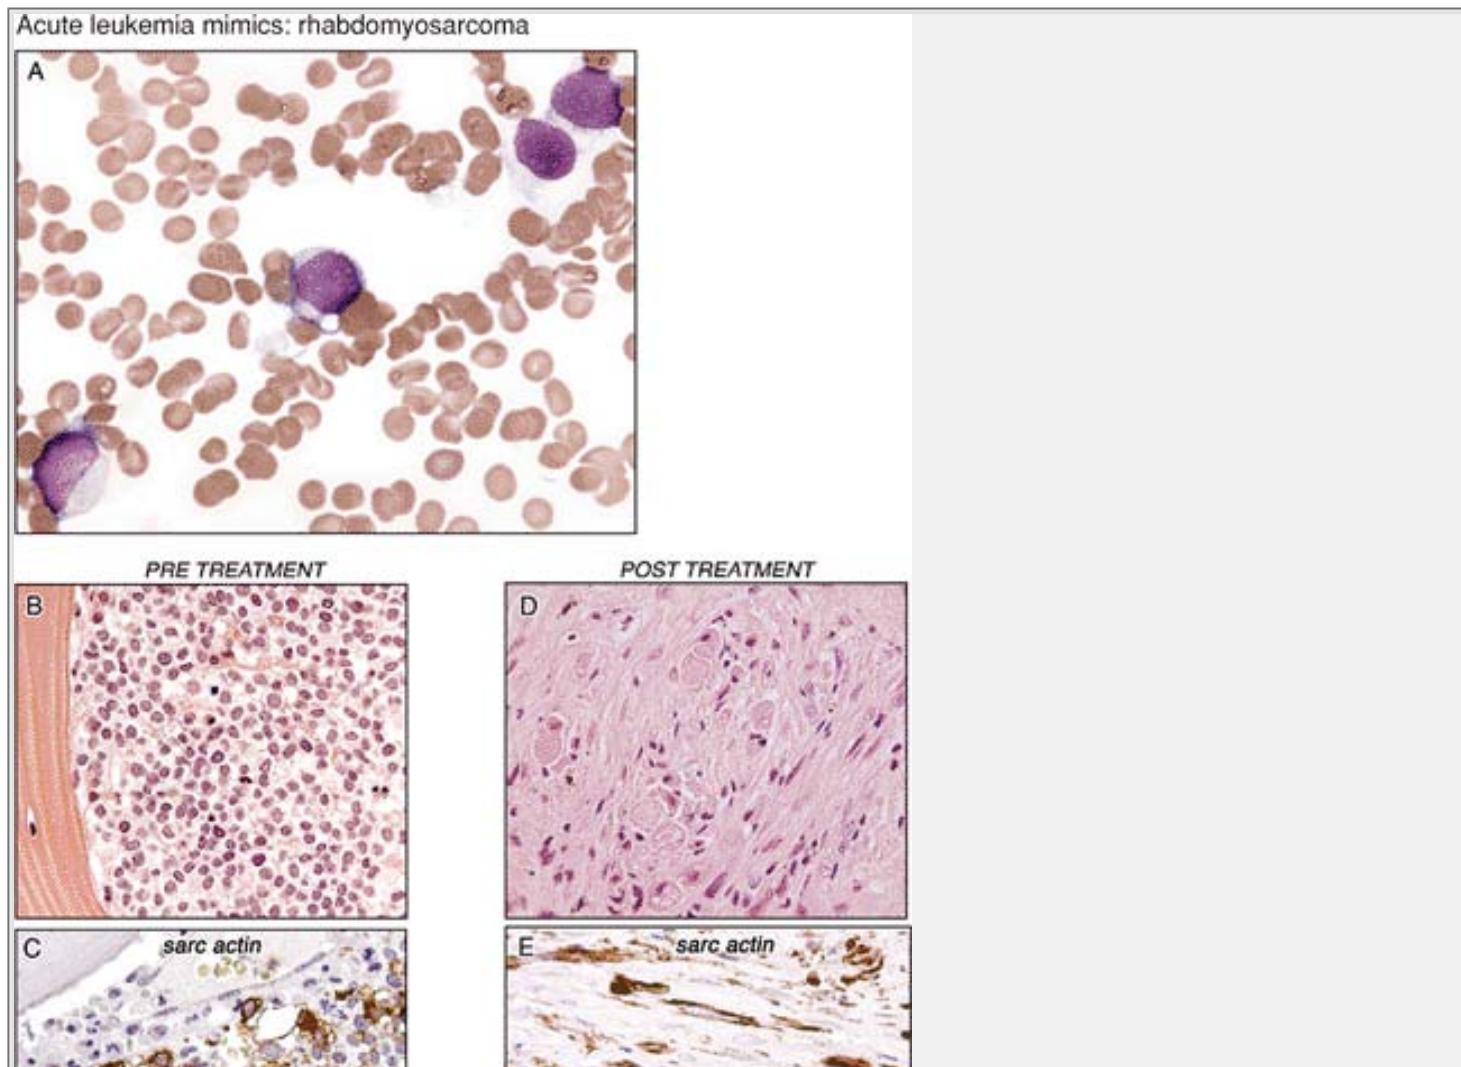 Acute leukemia mimics: rhabdomyosarcoma
A
PRE TREATMENT
POST TREATMENT
B
D
C
sarc actin
E
sarc actin